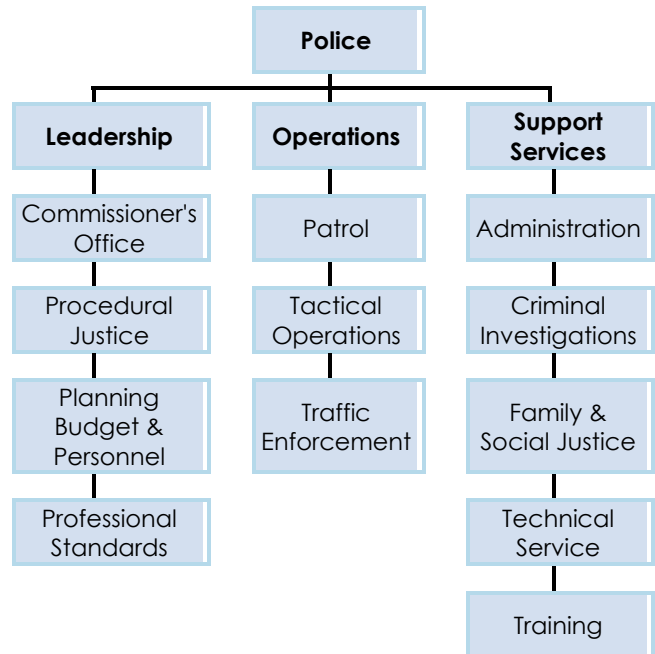 Police
Leadership
Commissioner's
Office
Procedural
Justice
Planning
Budget &
Personnel
Professional
Standards
Operations
Patrol
Tactical
Operations
Traffic
Enforcement
Support
Services
Administration
Criminal
Investigations
Family &
Social Justice
Technical
Service
Training